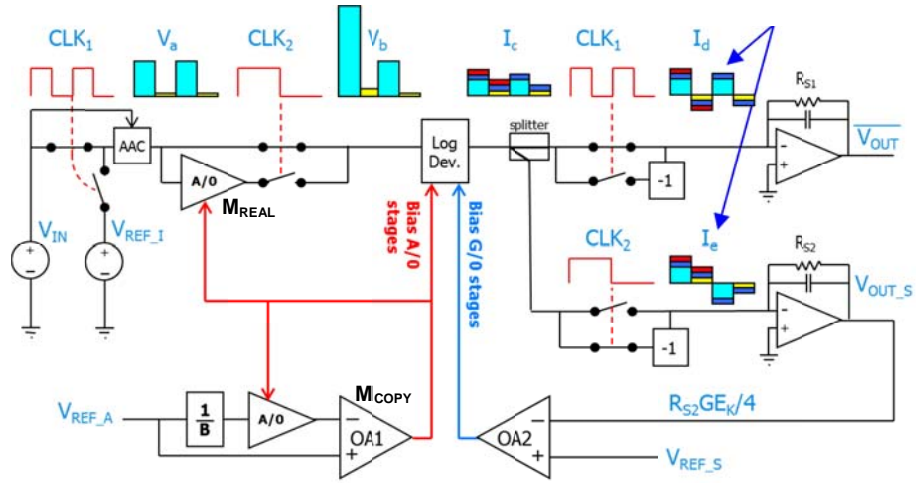 CLK1 Va CLK2 Vb Ic CLK1 Id
RS1
splitter
AAC
Log
Dev.
VOUT
-1
A/0
MREAL
VIN
VREF_I
Bias A/0
stages
Bias G/0 stages
CLK2 Ie
RS2
VOUT_S
-1
MCOPY
VREF_A
1
B
A/0
OA1
OA2
RS2GEK/4
VREF_S